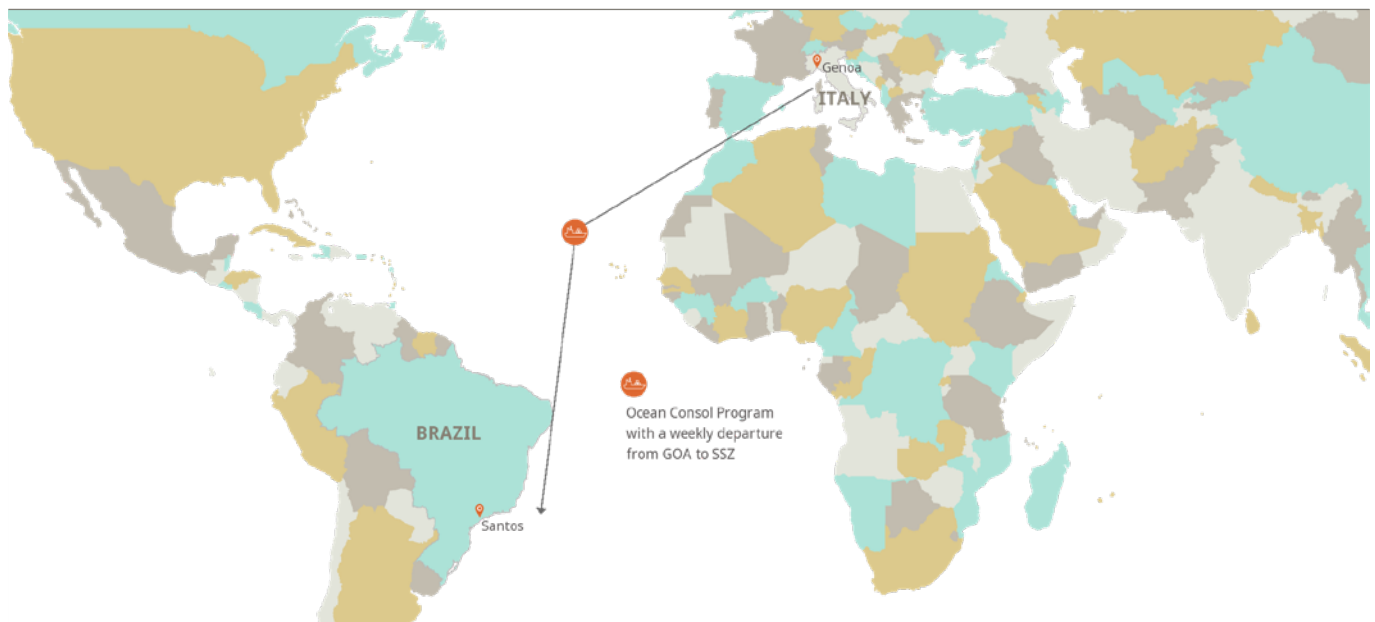 Genoa
ITALY
Ocean Consol Program
with a weekly departure
from GOA to SSZ
BRAZIL
Santos